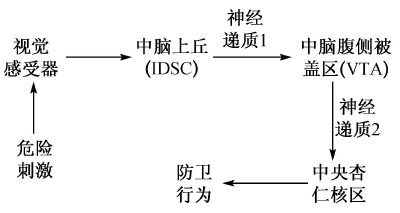 视觉
感受器
中脑上丘
(IDSC)
神经
递质1
中脑腹侧被
盖区(VTA)
神经
递质2
危险
刺激
防卫
行为
中央杏
仁核区